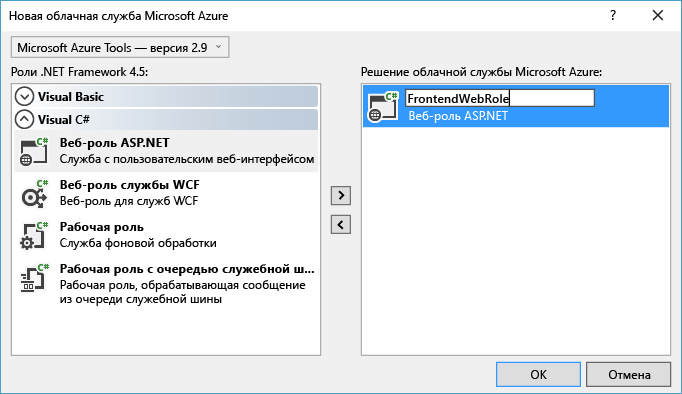 Новая облачная служба Microsoft Azure
Microsoft Azure Tools — версия 2.9
Роли .NET Framework 4.5:
Visual Basic
Visual C#
C#
Веб-роль ASP.NET
Служба с пользовательским веб-интерфейсом
C#
Веб-роль службы WCF
Веб-роль для служб WCF
C#
Рабочая роль
Служба фоновой обработки
C#
Рабочая роль с очередью служебной ш...
Рабочая роль, обрабатывающая сообщение
из очереди служебной шины
Решение облачной службы Microsoft Azure:
C#
FrontendWebRole
Веб-роль ASP.NET
OK
Отмена